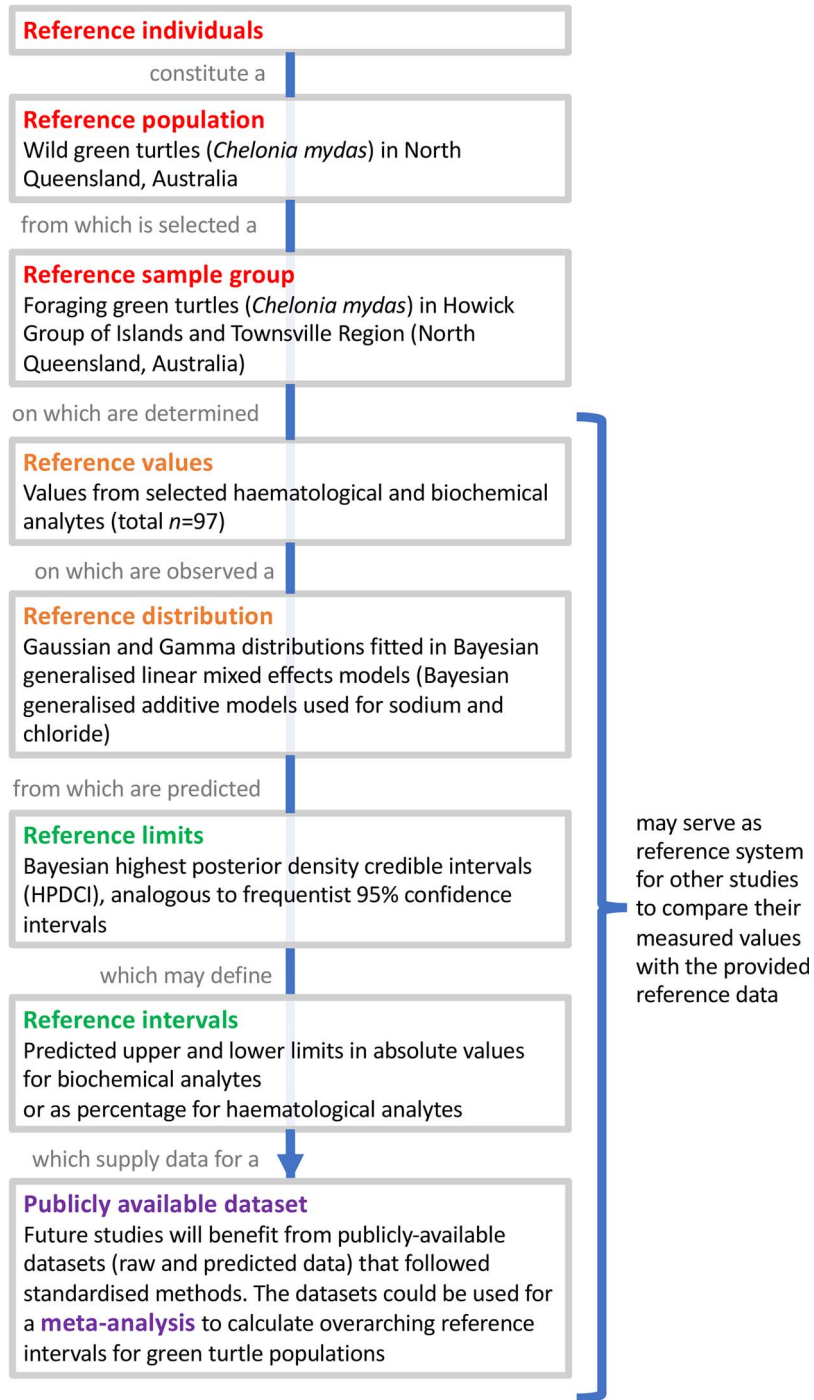 Reference individuals
constitute a
Reference population
Wild green turtles (Chelonia mydas) in North
Queensland, Australia
from which is selected a
Reference sample group
Foraging green turtles (Chelonia mydas) in Howick
Group of Islands and Townsville Region (North
Queensland, Australia)
on which are determined
Reference values
Values from selected haematological and biochemical
analytes (total n=97)
on which are observed a
Reference distribution
Gaussian and Gamma distributions fitted in Bayesian
generalised linear mixed effects models (Bayesian
generalised additive models used for sodium and
chloride)
from which are predicted
Reference limits
Bayesian highest posterior density credible intervals
(HPDCI), analogous to frequentist 95% confidence
intervals
which may define
Reference intervals
Predicted upper and lower limits in absolute values
for biochemical analytes
or as percentage for haematological analytes
which supply data for a
Publicly available dataset
Future studies will benefit from publicly-available
datasets (raw and predicted data) that followed
standardised methods. The datasets could be used for
a meta-analysis to calculate overarching reference
intervals for green turtle populations
may serve as
reference system
for other studies
to compare their
measured values
with the provided
reference data